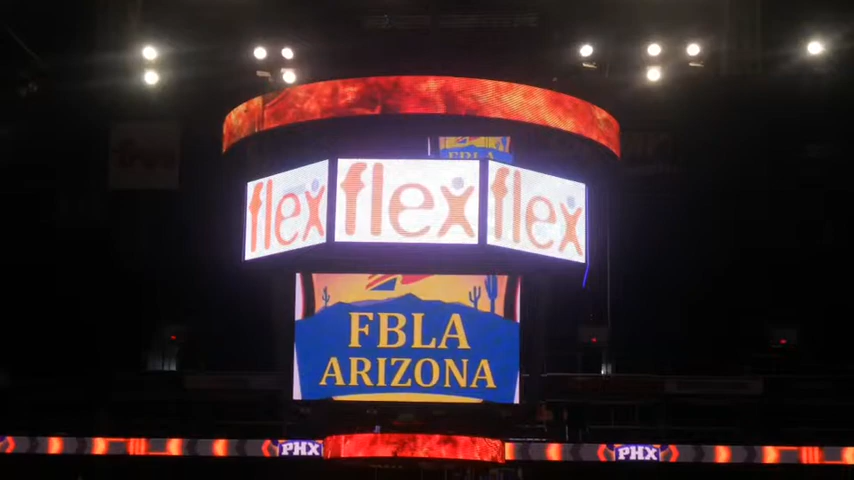 FBLA
flex flex flex
FBLA
ARIZONA
PHX PHX